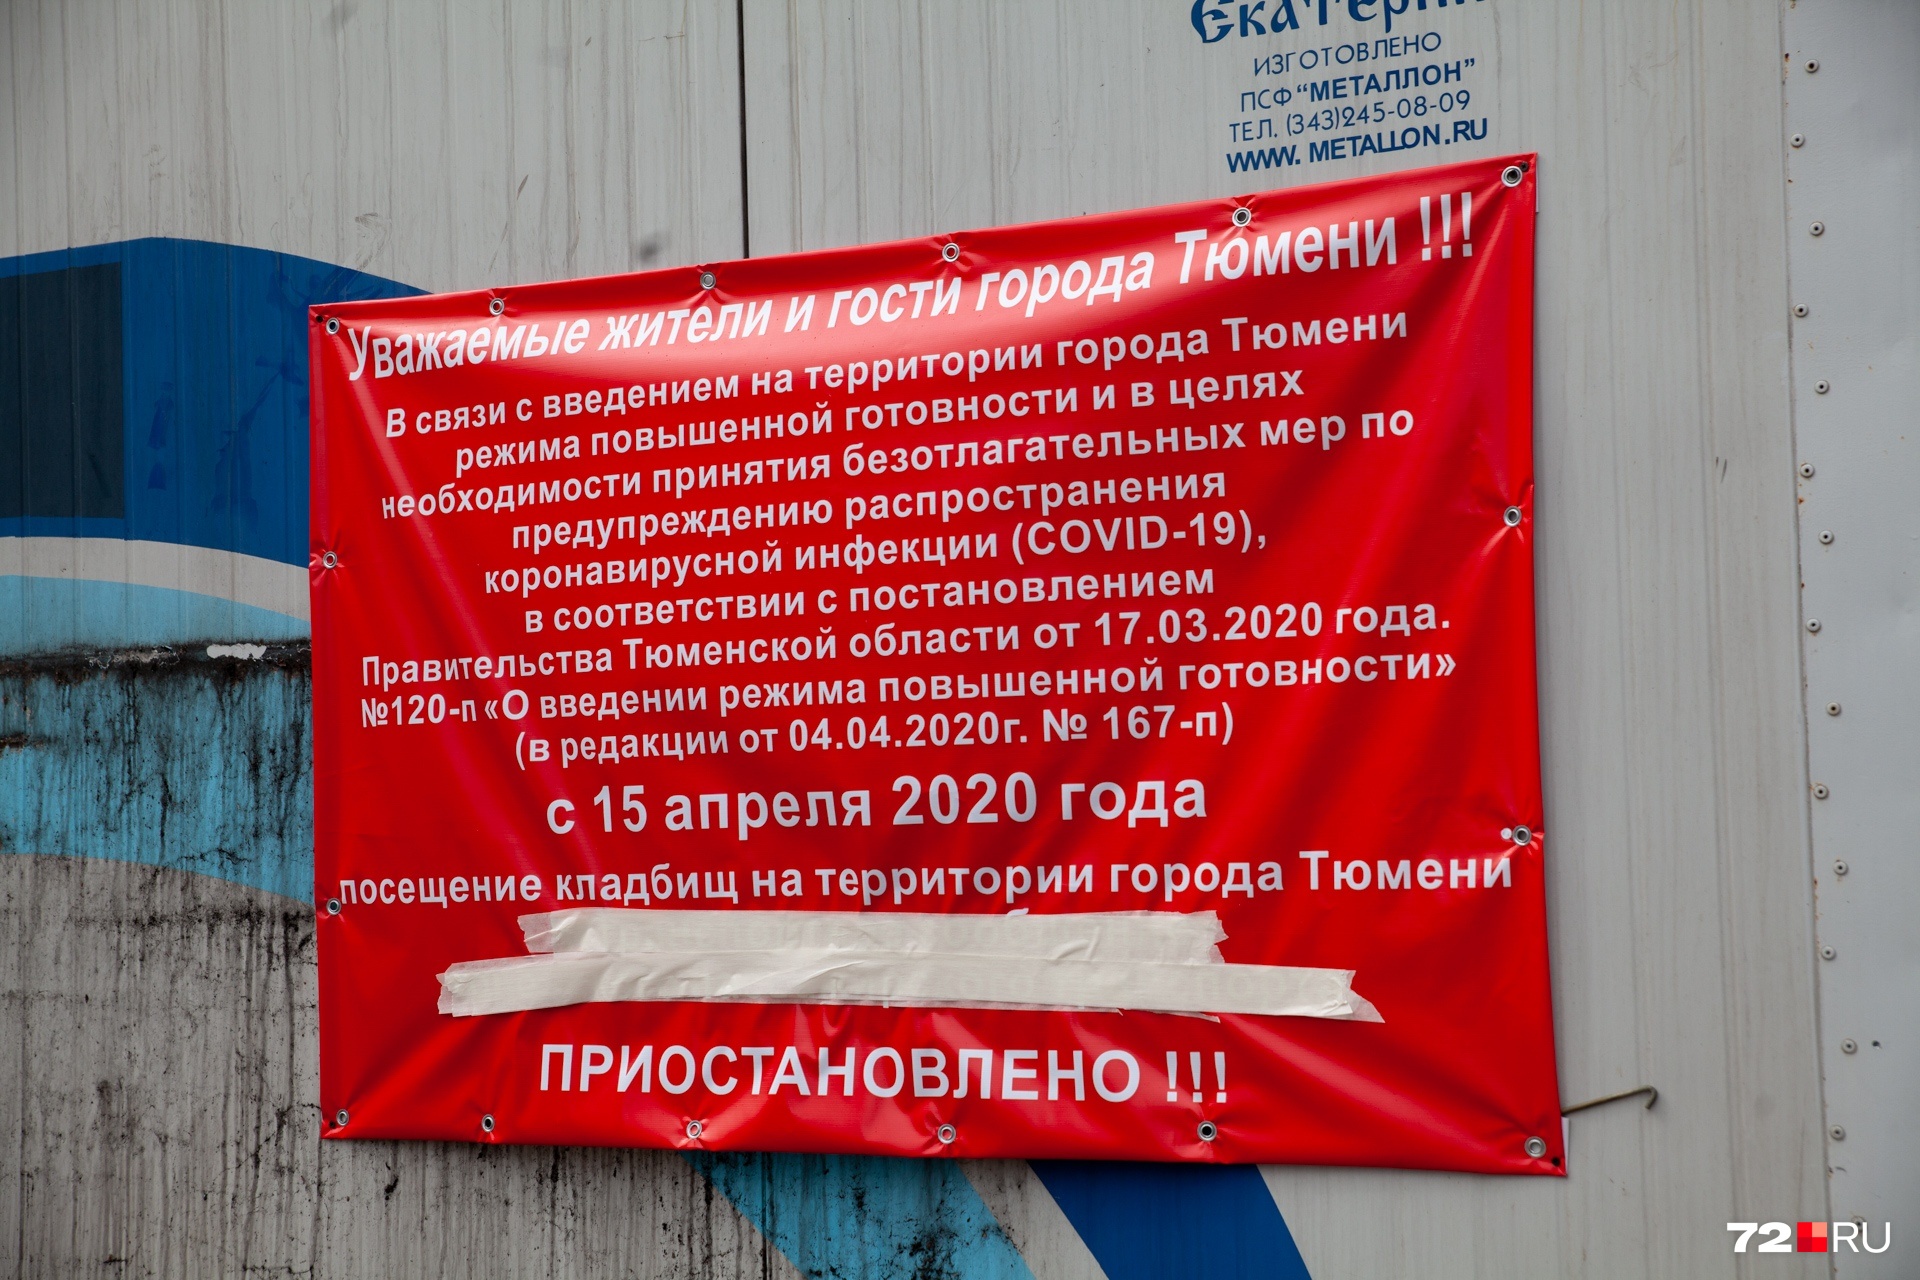 ИЗГОТОВЛЕНО
ПСФ “МЕТАЛЛОН”
ТЕЛ. (343)245-08-09
WWW. METALLON.RU
Уважаемые жители и гости города Тюмени !!!
В связи с введением на территории города Тюмени
режима повышенной готовности и в целях
необходимости принятия безотлагательных мер по
предупреждению распространения
коронавирусной инфекции (COVID-19),
в соответствии с постановлением
Правительства Тюменской области от 17.03.2020 года.
№120-п «О введении режима повышенной готовности»
(в редакции от 04.04.2020г. № 167-п)
с 15 апреля 2020 года
посещение кладбищ на территории города Тюмени
ПРИОСТАНОВЛЕНО !!!
72 RU